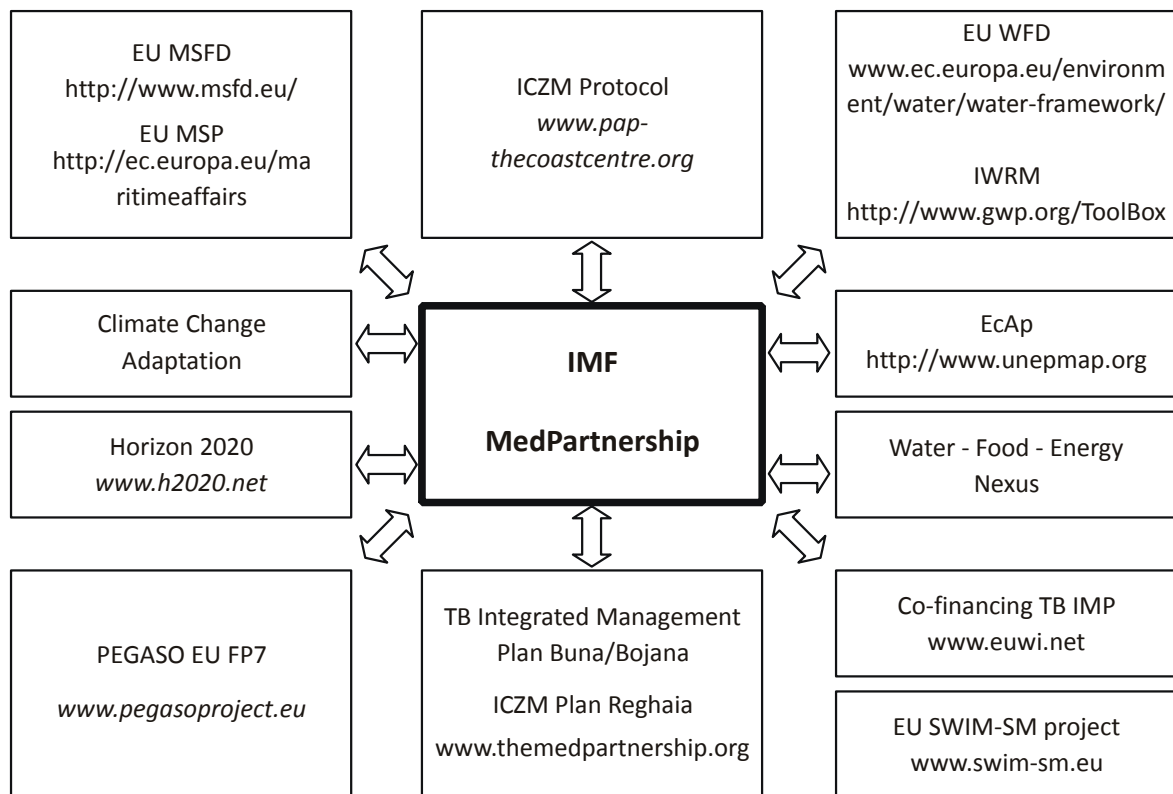 EU MSFD
http://www.msfd.eu/
EU MSP
http://ec.europa.eu/ma
ritimeaffairs
ICZM Protocol
www.pap-
thecoastcentre.org
EU WFD
www.ec.europa.eu/environm
ent/water/water-framework/
IWRM
http://www.gwp.org/ToolBox
Climate Change
Adaptation
IMF
MedPartnership
EcAp
http://www.unepmap.org
Horizon 2020
www.h2020.net
Water - Food - Energy
Nexus
PEGASO EU FP7
www.pegasoproject.eu
TB Integrated Management
Plan Buna/Bojana
ICZM Plan Reghaia
www.themedpartnership.org
Co-financing TB IMP
www.euwi.net
EU SWIM-SM project
www.swim-sm.eu